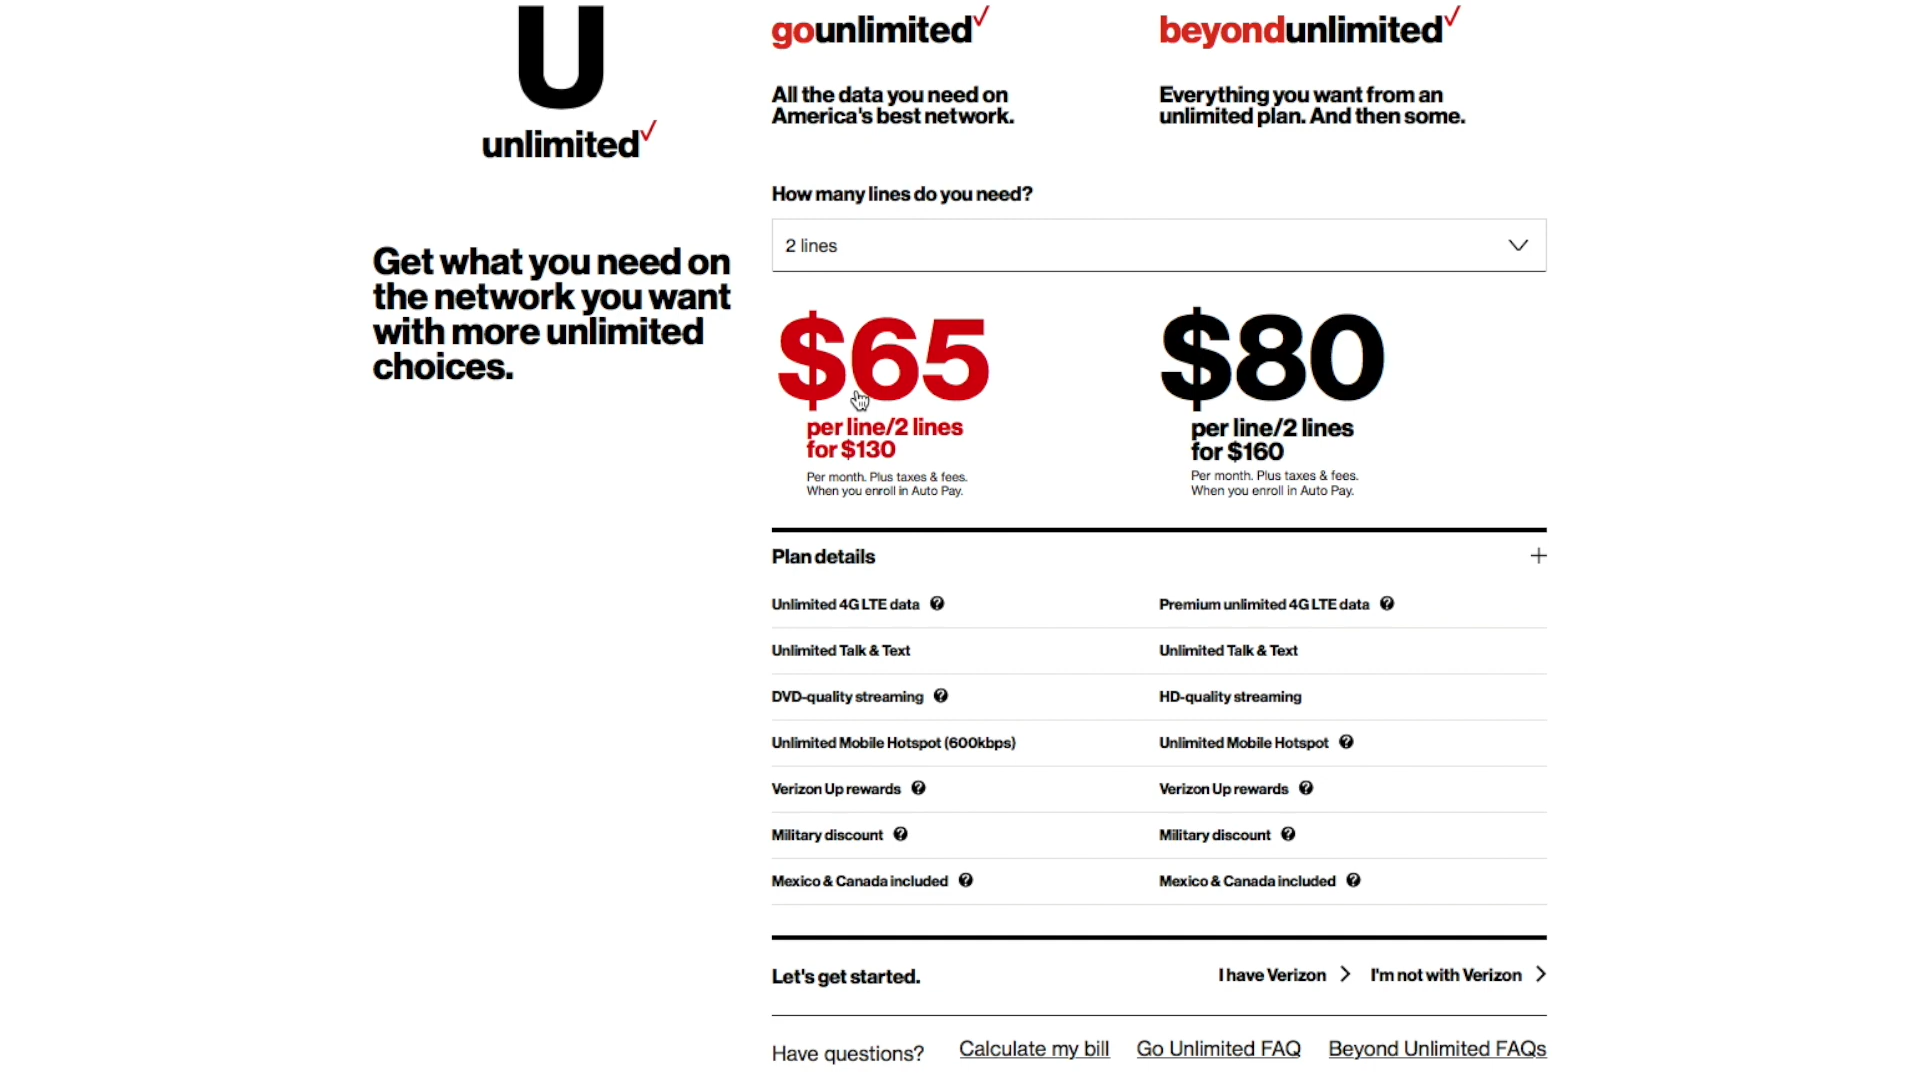 U
unlimited✓
Get what you need on
the network you want
with more unlimited
choices.
gounlimited✓
All the data you need on
America's best network.
beyondunlimited✓
Everything you want from an
unlimited plan. And then some.
How many lines do you need?
2 lines
$65
per line/2 lines
for $130
Per month. Plus taxes & fees.
When you enroll in Auto Pay.
$80
per line/2 lines
for $160
Per month. Plus taxes & fees.
When you enroll in Auto Pay.
Plan details +
Unlimited 4G LTE data ?
Premium unlimited 4G LTE data ?
Unlimited Talk & Text
Unlimited Talk & Text
DVD-quality streaming ?
HD-quality streaming
Unlimited Mobile Hotspot (600kbps)
Unlimited Mobile Hotspot ?
Verizon Up rewards ?
Verizon Up rewards ?
Military discount ?
Military discount ?
Mexico & Canada included ?
Mexico & Canada included ?
Let's get started.
I have Verizon >
I'm not with Verizon >
Have questions?
Calculate my bill
Go Unlimited FAQ
Beyond Unlimited FAQs